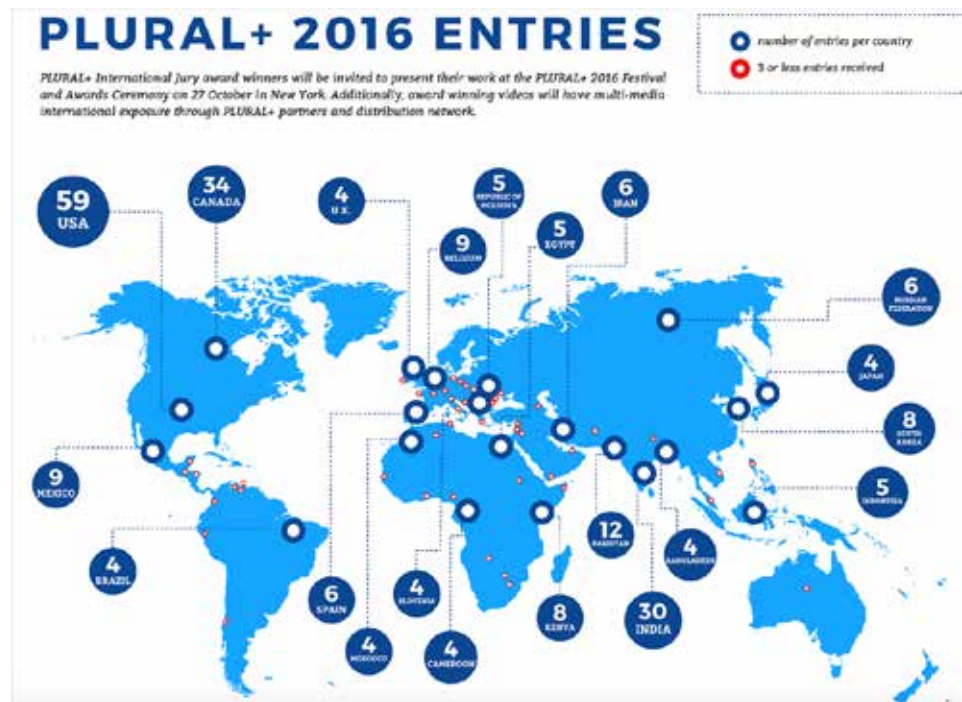 PLURAL+ 2016 ENTRIES
number of entries per country
3 or less entries received
PLURAL+ International Jury award winners will be invited to present their work at the PLURAL+ 2016 Festival
and Awards Ceremony on 27 October in New York. Additionally, award winning videos will have multi-media
international exposure through PLURAL+ partners and distribution network.
59
USA
34
CANADA
4
U.K.
5
REPUBLIC OF
MOLDOVA
6
IRAN
9
BELGIUM
5
EGYPT
6
RUSSIAN
FEDERATION
4
JAPAN
8
SOUTH
KOREA
9
MEXICO
5
INDONESIA
4
BRAZIL
12
PAKISTAN
4
BANGLADESH
6
SPAIN
4
8
KENYA
30
INDIA
4
MOROCCO
4
CAMEROON